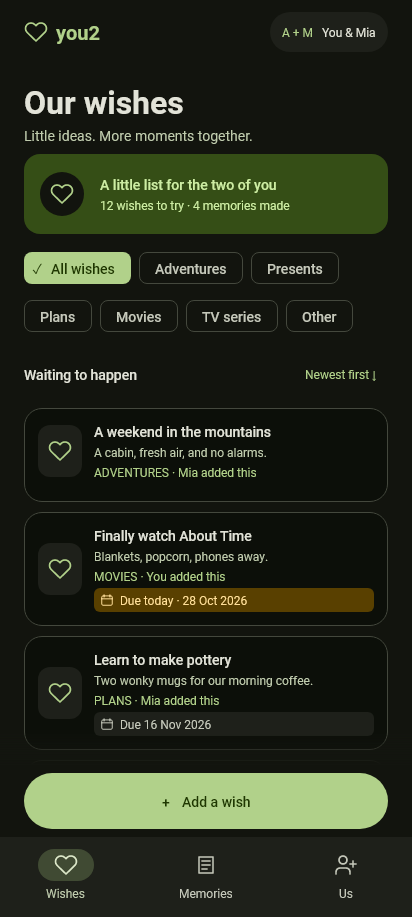 you2
A + M You & Mia
Our wishes
Little ideas. More moments together.
A little list for the two of you
12 wishes to try · 4 memories made
✓ All wishes
Adventures
Presents
Plans
Movies
TV series
Other
Waiting to happen
Newest first ↓
A weekend in the mountains
A cabin, fresh air, and no alarms.
ADVENTURES · Mia added this
Finally watch About Time
Blankets, popcorn, phones away.
MOVIES · You added this
Due today · 28 Oct 2026
Learn to make pottery
Two wonky mugs for our morning coffee.
PLANS · Mia added this
Due 16 Nov 2026
+ Add a wish
Wishes
Memories
Us